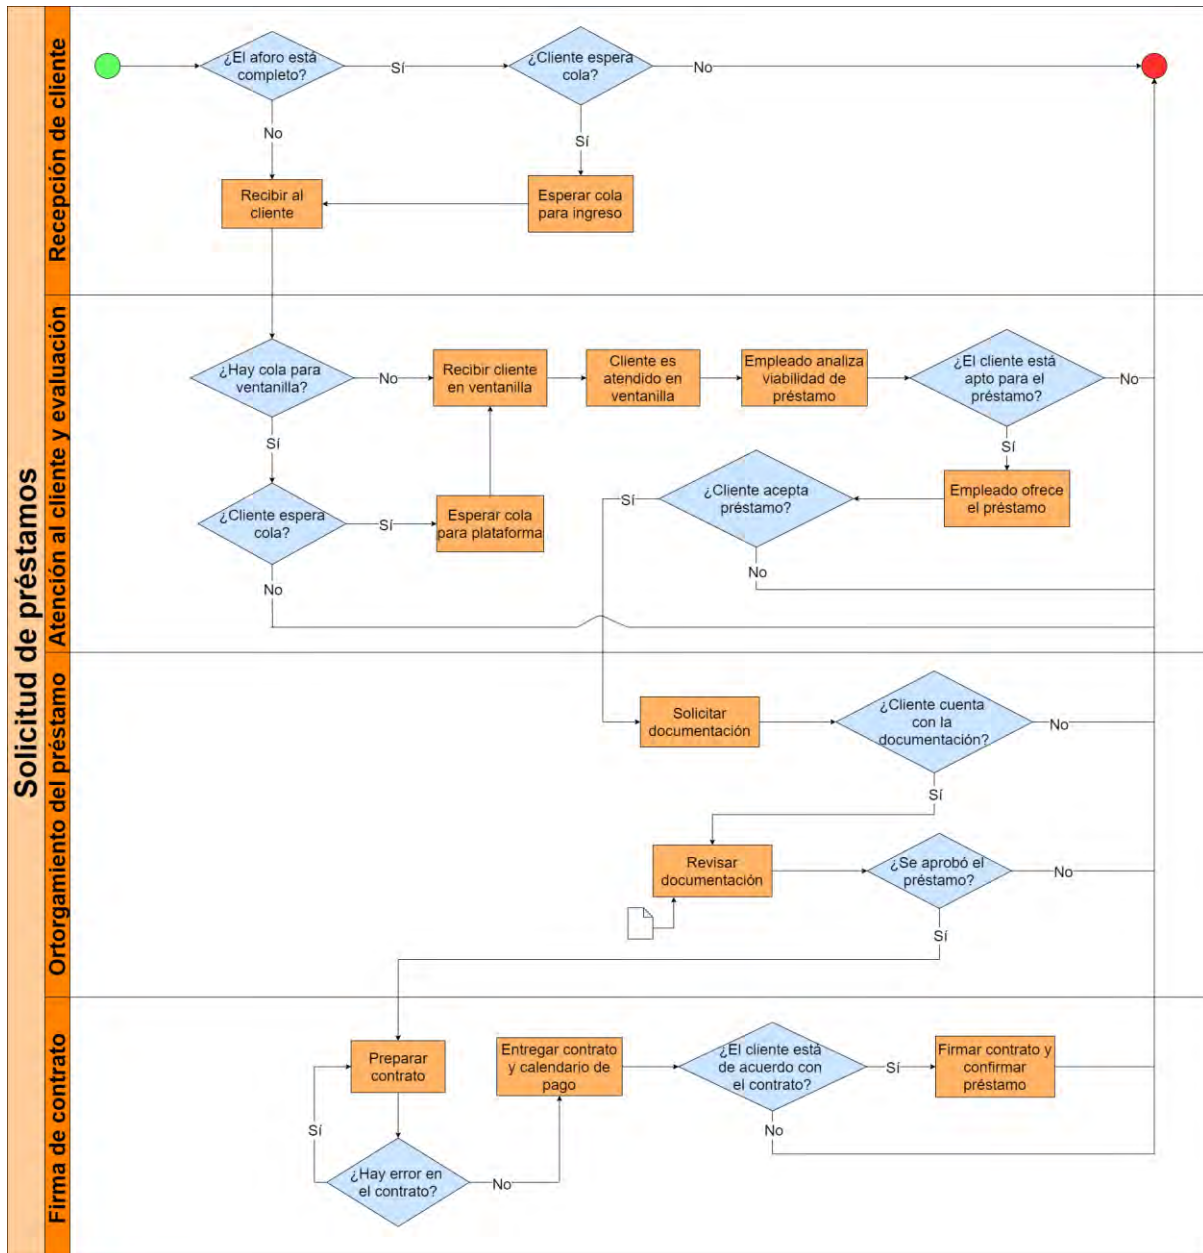 Solicitud de préstamos
Recepción de cliente
¿El aforo está
completo?
Sí
¿Cliente espera
cola?
No
No
Sí
Recibir al
cliente
Esperar cola
para ingreso
Atención al cliente y evaluación
¿Hay cola para
ventanilla?
No
Recibir cliente
en ventanilla
Cliente es
atendido en
ventanilla
Empleado analiza
viabilidad de
préstamo
¿El cliente está
apto para el
préstamo?
No
Sí
Sí
¿Cliente espera
cola?
Sí
Esperar cola
para plataforma
Sí
¿Cliente acepta
préstamo?
Empleado ofrece
el préstamo
No
No
Ortorgamiento del préstamo
Solicitar
documentación
¿Cliente cuenta
con la
documentación?
No
Sí
Revisar
documentación
¿Se aprobó el
préstamo?
No
Sí
Firma de contrato
Preparar
contrato
Entregar contrato
y calendario de
pago
¿El cliente está
de acuerdo con
el contrato?
Sí
Firmar contrato y
confirmar
préstamo
Sí
No
¿Hay error en
el contrato?
No